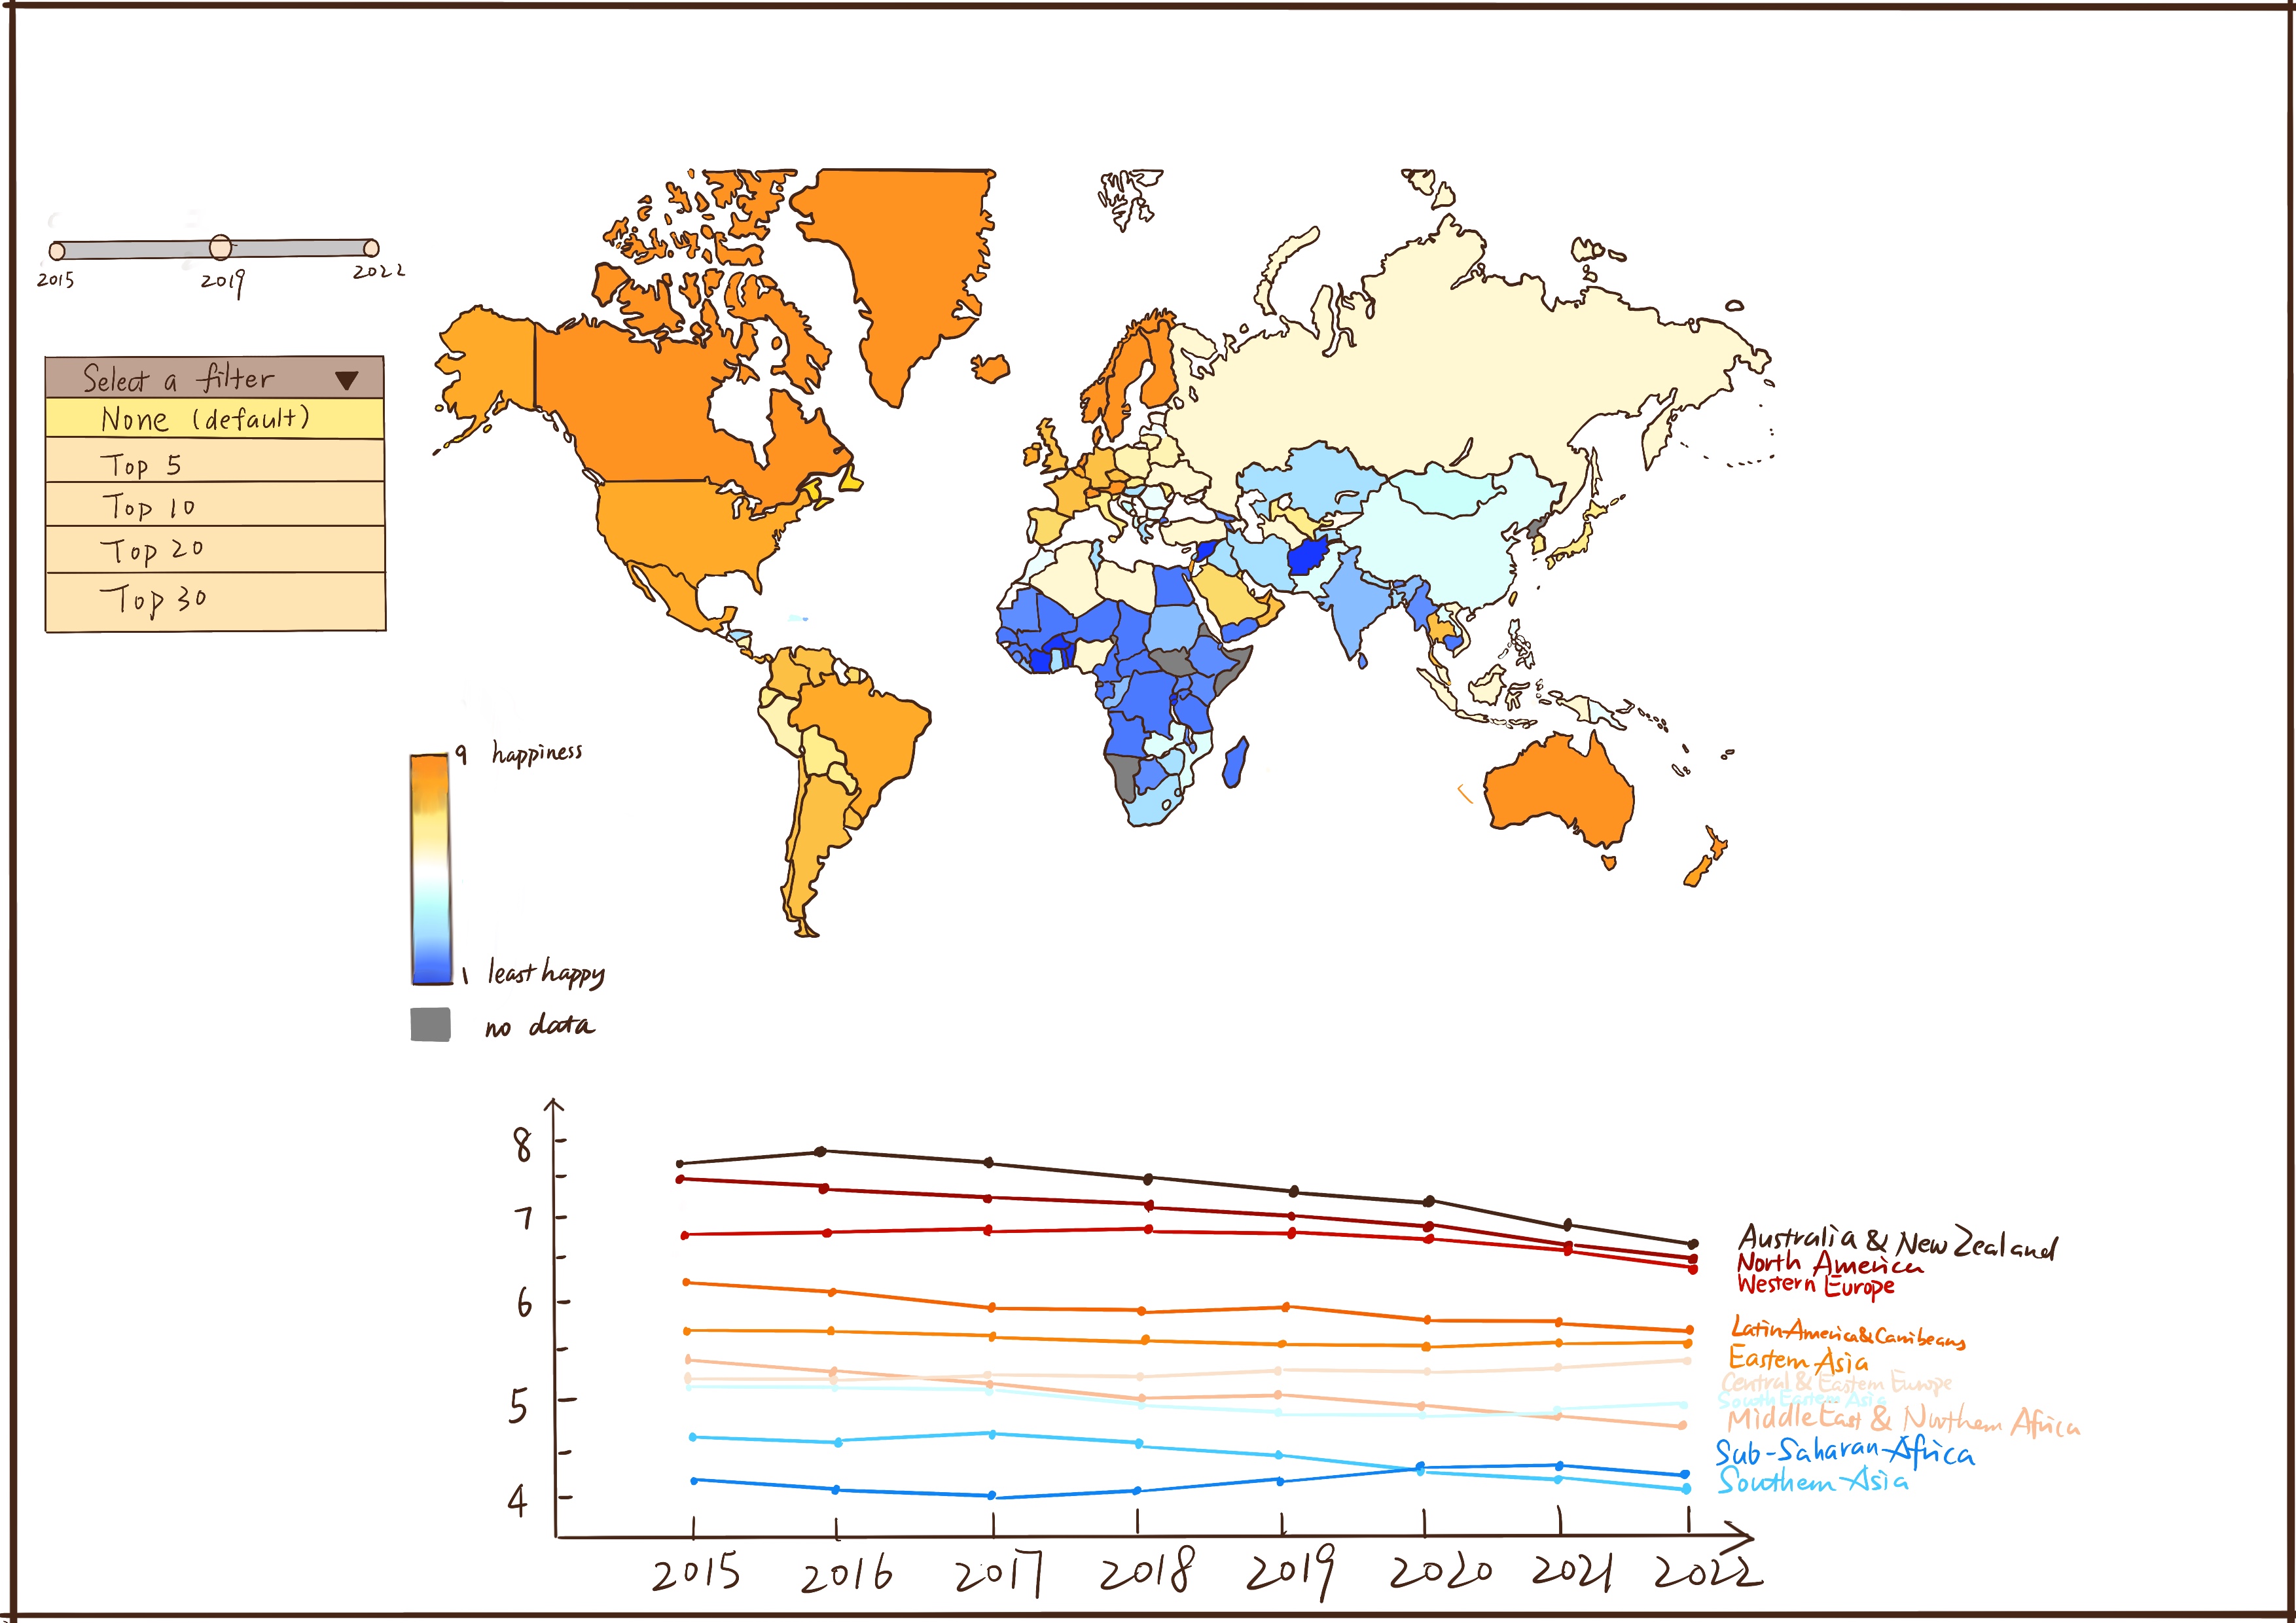 2015 2019 2022
Select a filter
None (default)
Top 5
Top 10
Top 20
Top 30
9 happiness
1 least happy
no data
8
7
6
5
4
Australia & New Zealand
North America
Western Europe
Latin America & Carribeans
Eastern Asia
Central & Eastern Europe
South Eastern Asia
Middle East & Northern Africa
Sub-Saharan-Africa
Southern Asia
2015 2016 2017 2018 2019 2020 2021 2022